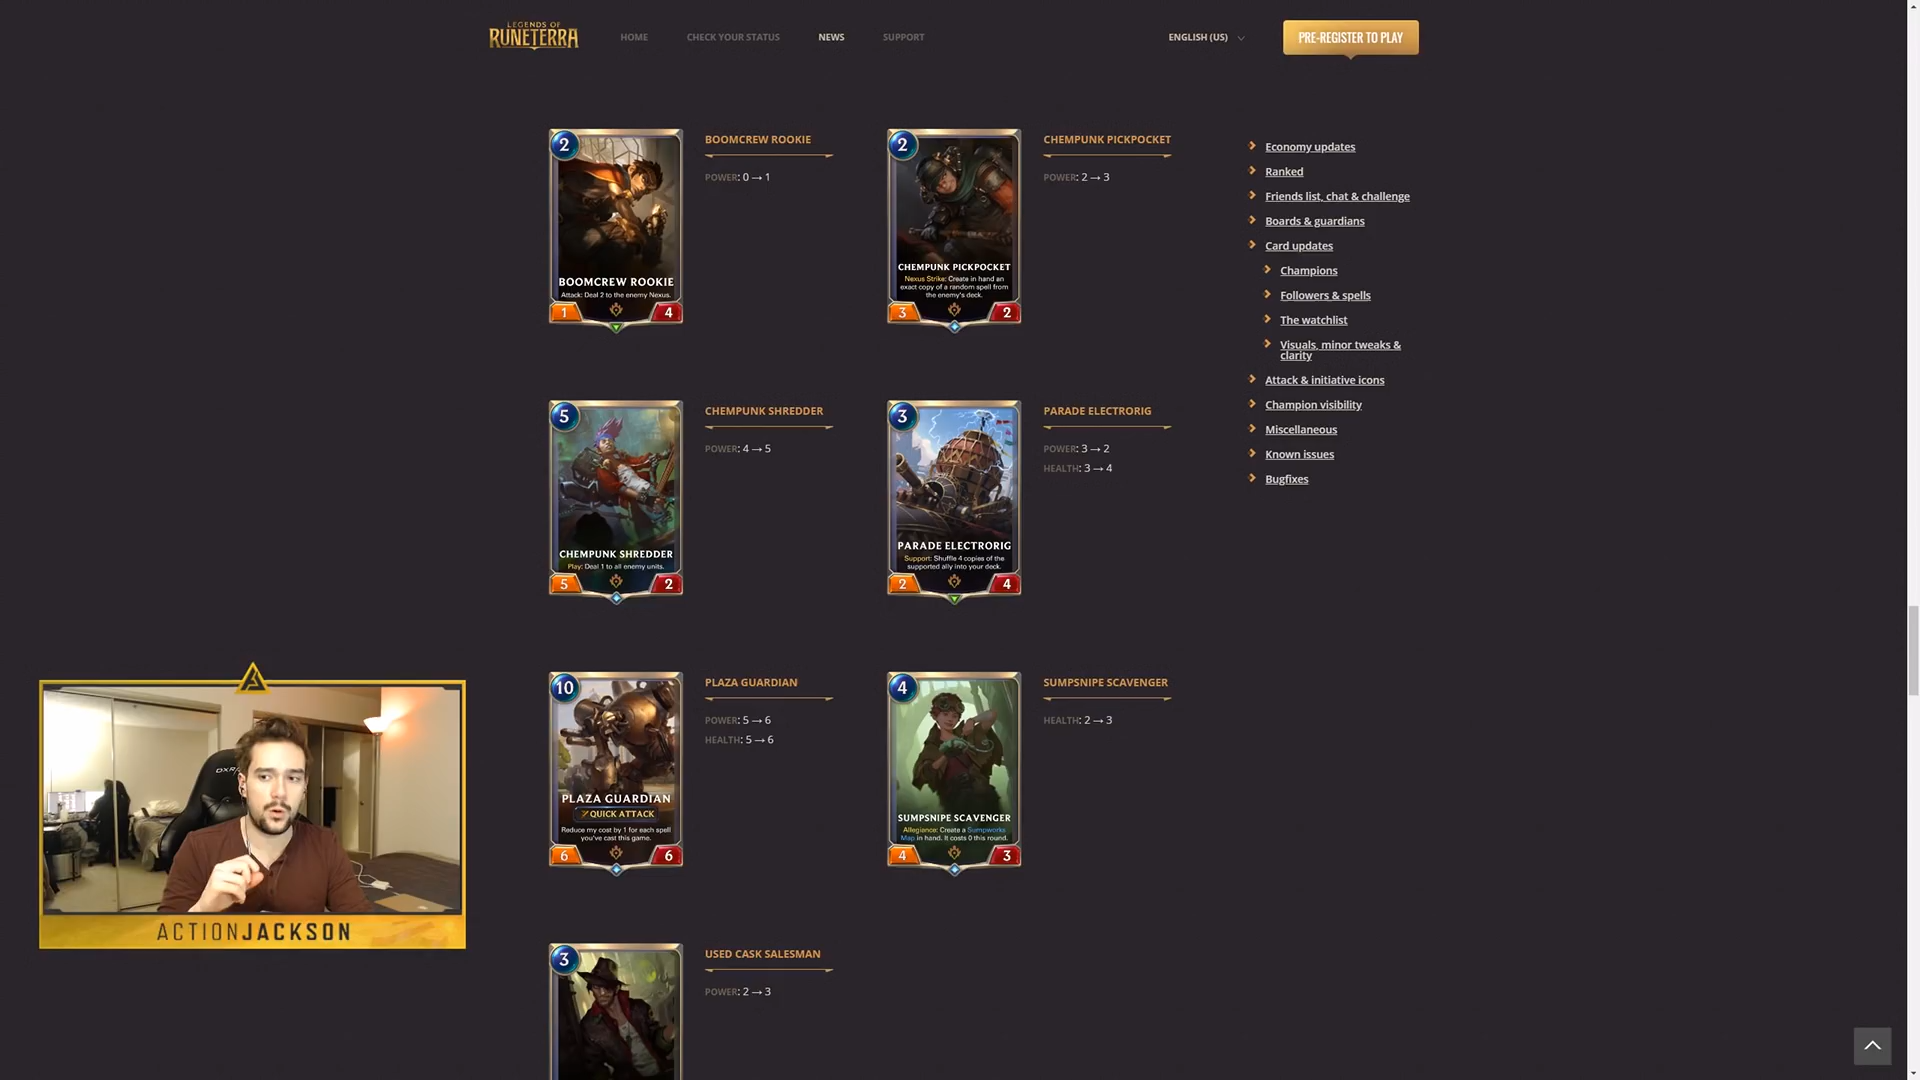 LEGENDS OF
RUNETERRA
HOME
CHECK YOUR STATUS
NEWS
SUPPORT
ENGLISH (US)
PRE-REGISTER TO PLAY
2
BOOMCREW ROOKIE
Attack: Deal 2 to the enemy Nexus.
1
4
BOOMCREW ROOKIE
POWER: 0 → 1
2
CHEMPUNK PICKPOCKET
Nexus Strike: Create in hand an
exact copy of a random spell from
the enemy's deck.
3
2
CHEMPUNK PICKPOCKET
POWER: 2 → 3
5
CHEMPUNK SHREDDER
Play: Deal 1 to all enemy units.
5
2
CHEMPUNK SHREDDER
POWER: 4 → 5
3
PARADE ELECTRORIG
Support: Shuffle 4 copies of the
supported ally into your deck.
2
4
PARADE ELECTRORIG
POWER: 3 → 2
HEALTH: 3 → 4
10
PLAZA GUARDIAN
QUICK ATTACK
Reduce my cost by 1 for each spell
you've cast this game.
6
6
PLAZA GUARDIAN
POWER: 5 → 6
HEALTH: 5 → 6
4
SUMPSNIPE SCAVENGER
Allegiance: Create a Sumpworks
Map in hand. It costs 0 this round.
4
3
SUMPSNIPE SCAVENGER
HEALTH: 2 → 3
3
USED CASK SALESMAN
POWER: 2 → 3
Economy updates
Ranked
Friends list, chat & challenge
Boards & guardians
Card updates
Champions
Followers & spells
The watchlist
Visuals, minor tweaks &
clarity
Attack & initiative icons
Champion visibility
Miscellaneous
Known issues
Bugfixes
DXR
ACTIONJACKSON